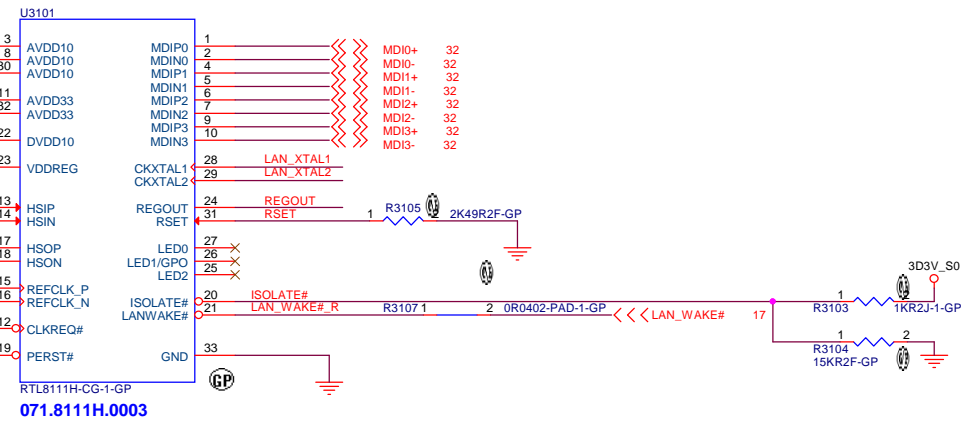 U3101
3 AVDD10 MDIP0 1 MDI0+ 32
8 AVDD10 MDIN0 2 MDI0- 32
30 AVDD10 MDIP1 4 MDI1+ 32
MDIN1 5 MDI1- 32
11 AVDD33 MDIP2 6 MDI2+ 32
32 AVDD33 MDIN2 7 MDI2- 32
MDIP3 9 MDI3+ 32
22 DVDD10 MDIN3 10 MDI3- 32
23 VDDREG CKXTAL1 28 LAN_XTAL1
CKXTAL2 29 LAN_XTAL2
13 HSIP REGOUT 24 REGOUT
14 HSIN RSET 31 RSET 1 R3105 2 2K49R2F-GP
17 HSOP LED0 27
18 HSON LED1/GPO 26
LED2 25
3D3V_S0
15 REFCLK_P ISOLATE# 20 ISOLATE# 1 R3103 2 1KR2J-1-GP
16 REFCLK_N LANWAKE# 21 LAN_WAKE#_R R3107 1 2 0R0402-PAD-1-GP LAN_WAKE# 17
12 CLKREQ#
1 R3104 2
15KR2F-GP
19 PERST# GND 33
GP
RTL8111H-CG-1-GP
071.8111H.0003